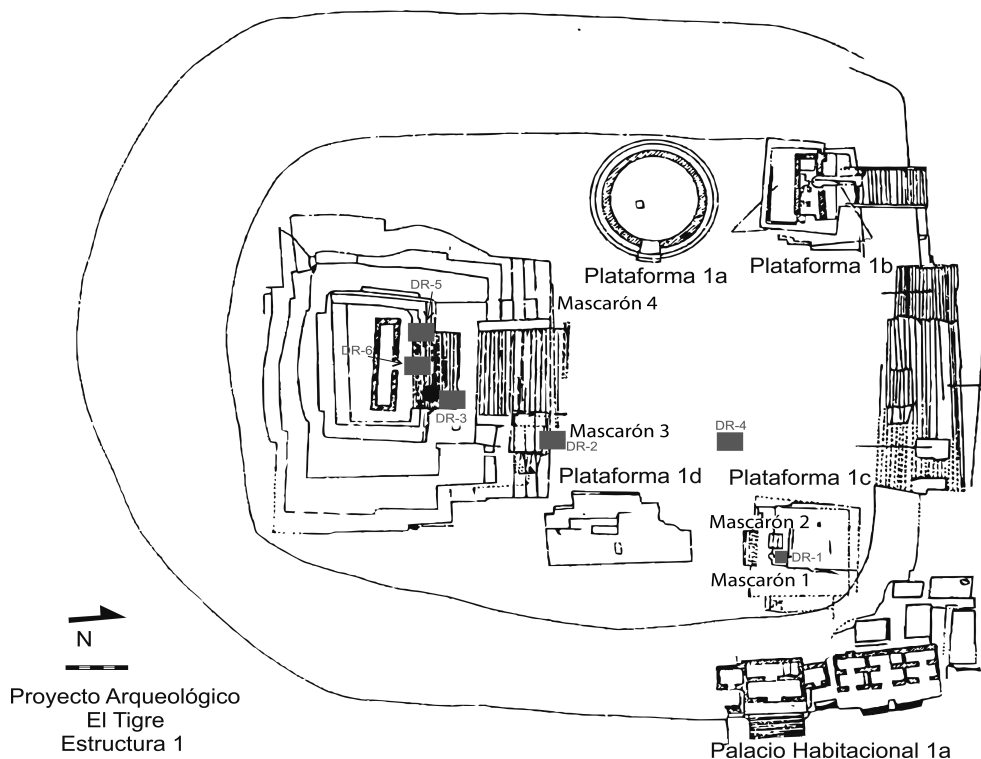 Plataforma 1a
Plataforma 1b
DR-5
Mascarón 4
DR-6
DR-3
Mascarón 3
DR-4
DR-2
Plataforma 1d
Plataforma 1c
Mascarón 2
DR-1
Mascarón 1
N
Proyecto Arqueológico
El Tigre
Estructura 1
Palacio Habitacional 1a